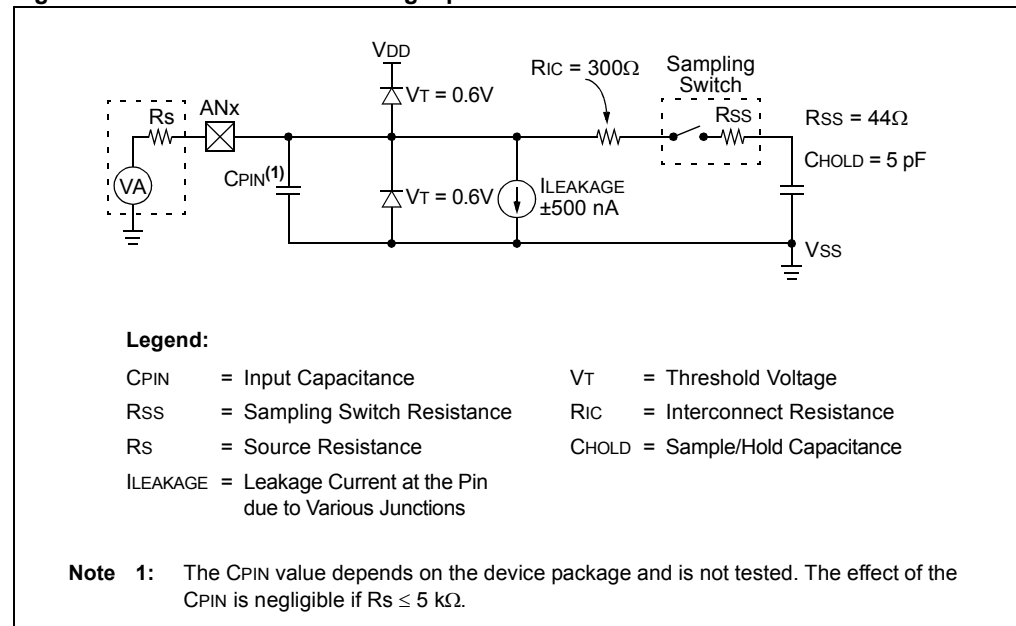 VDD
RIC = 300Ω
Sampling
Switch
VT = 0.6V
ANx
Rs
RSS
RSS = 44Ω
CHOLD = 5 pF
CPIN(1)
VA
VT = 0.6V
ILEAKAGE
±500 nA
VSS
Legend:
CPIN = Input Capacitance
VT = Threshold Voltage
RSS = Sampling Switch Resistance
RIC = Interconnect Resistance
RS = Source Resistance
CHOLD = Sample/Hold Capacitance
ILEAKAGE = Leakage Current at the Pin
due to Various Junctions
Note 1: The CPIN value depends on the device package and is not tested. The effect of the
CPIN is negligible if Rs ≤ 5 kΩ.